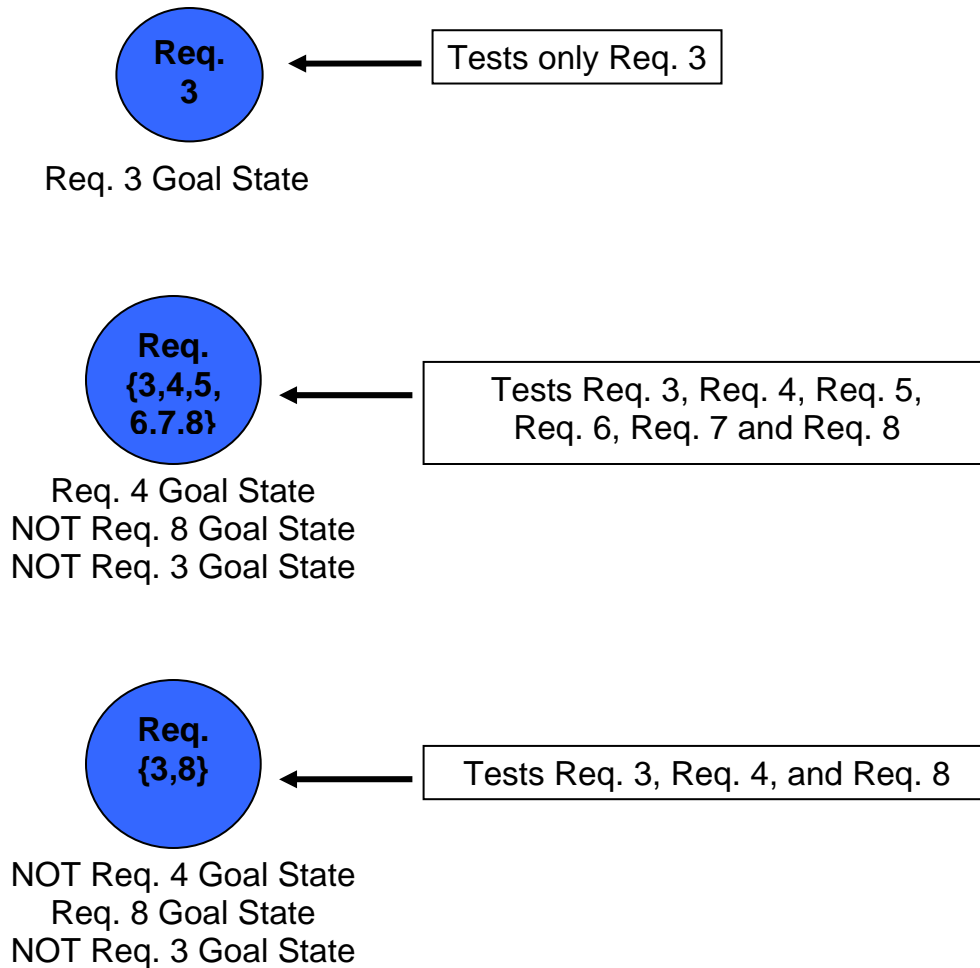 Req.
3
Tests only Req. 3
Req. 3 Goal State
Req.
{3,4,5,
6.7.8}
Tests Req. 3, Req. 4, Req. 5,
Req. 6, Req. 7 and Req. 8
Req. 4 Goal State
NOT Req. 8 Goal State
NOT Req. 3 Goal State
Req.
{3,8}
Tests Req. 3, Req. 4, and Req. 8
NOT Req. 4 Goal State
Req. 8 Goal State
NOT Req. 3 Goal State